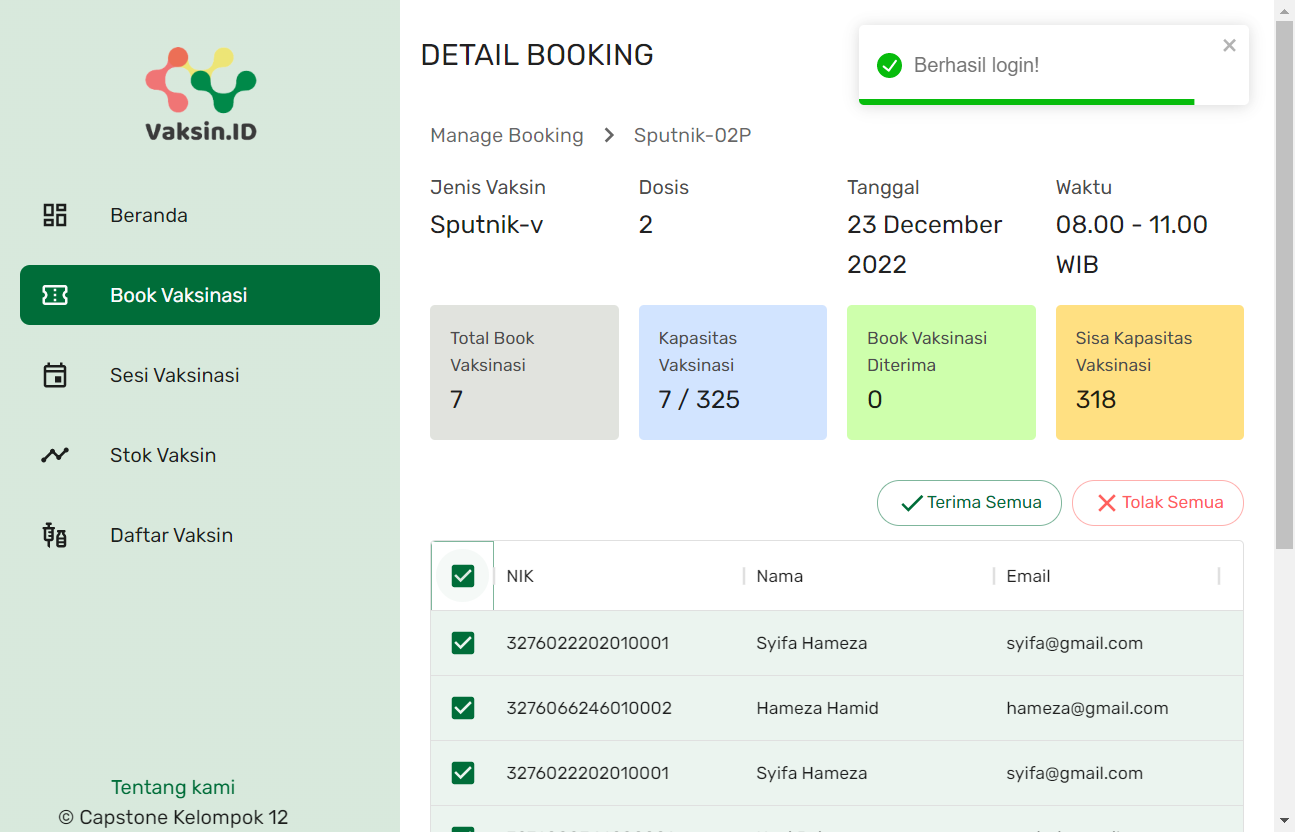 Vaksin.ID
Beranda
Book Vaksinasi
Sesi Vaksinasi
Stok Vaksin
Daftar Vaksin
Tentang kami
© Capstone Kelompok 12
DETAIL BOOKING
Berhasil login!
Manage Booking
Sputnik-02P
Jenis Vaksin
Sputnik-v
Dosis
2
Tanggal
23 December
2022
Waktu
08.00 - 11.00
WIB
Total Book
Vaksinasi
7
Kapasitas
Vaksinasi
7 / 325
Book Vaksinasi
Diterima
0
Sisa Kapasitas
Vaksinasi
318
Terima Semua
Tolak Semua
NIK Nama Email
3276022202010001 Syifa Hameza syifa@gmail.com
3276066246010002 Hameza Hamid hameza@gmail.com
3276022202010001 Syifa Hameza syifa@gmail.com